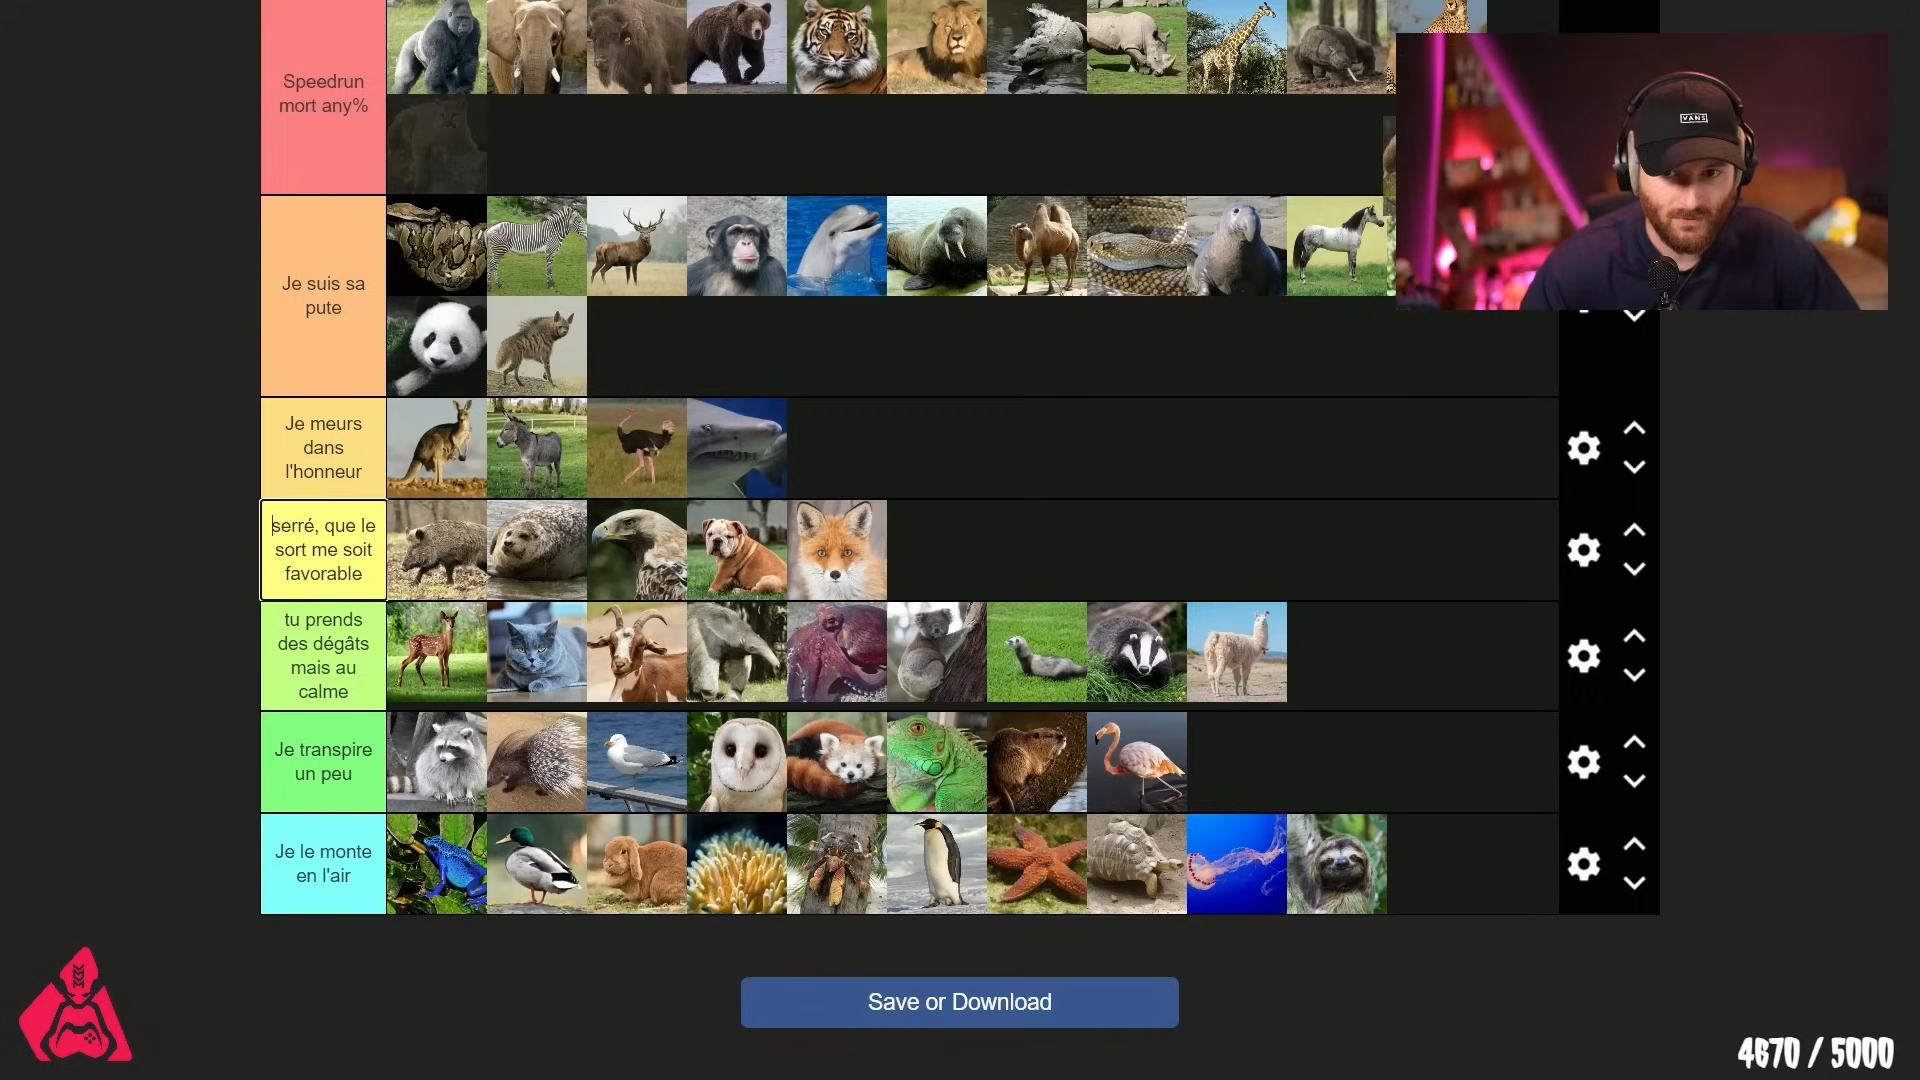 Speedrun
mort any%
VANS
Je suis sa
pute
Je meurs
dans
l'honneur
serré, que le
sort me soit
favorable
tu prends
des dégâts
mais au
calme
Je transpire
un peu
Je le monte
en l'air
Save or Download
4670 / 5000